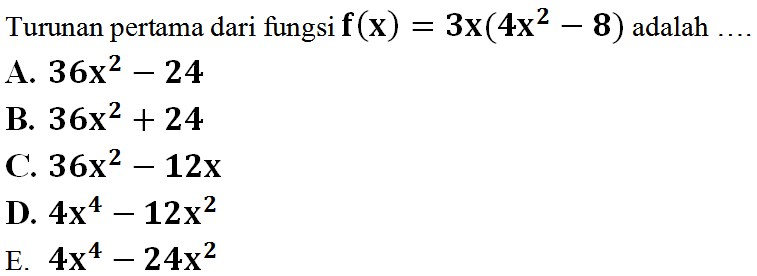 Turunan pertama dari fungsi f(x) = 3x(4x² − 8) adalah ….
A. 36x² − 24
B. 36x² + 24
C. 36x² − 12x
D. 4x⁴ − 12x²
E. 4x⁴ − 24x²